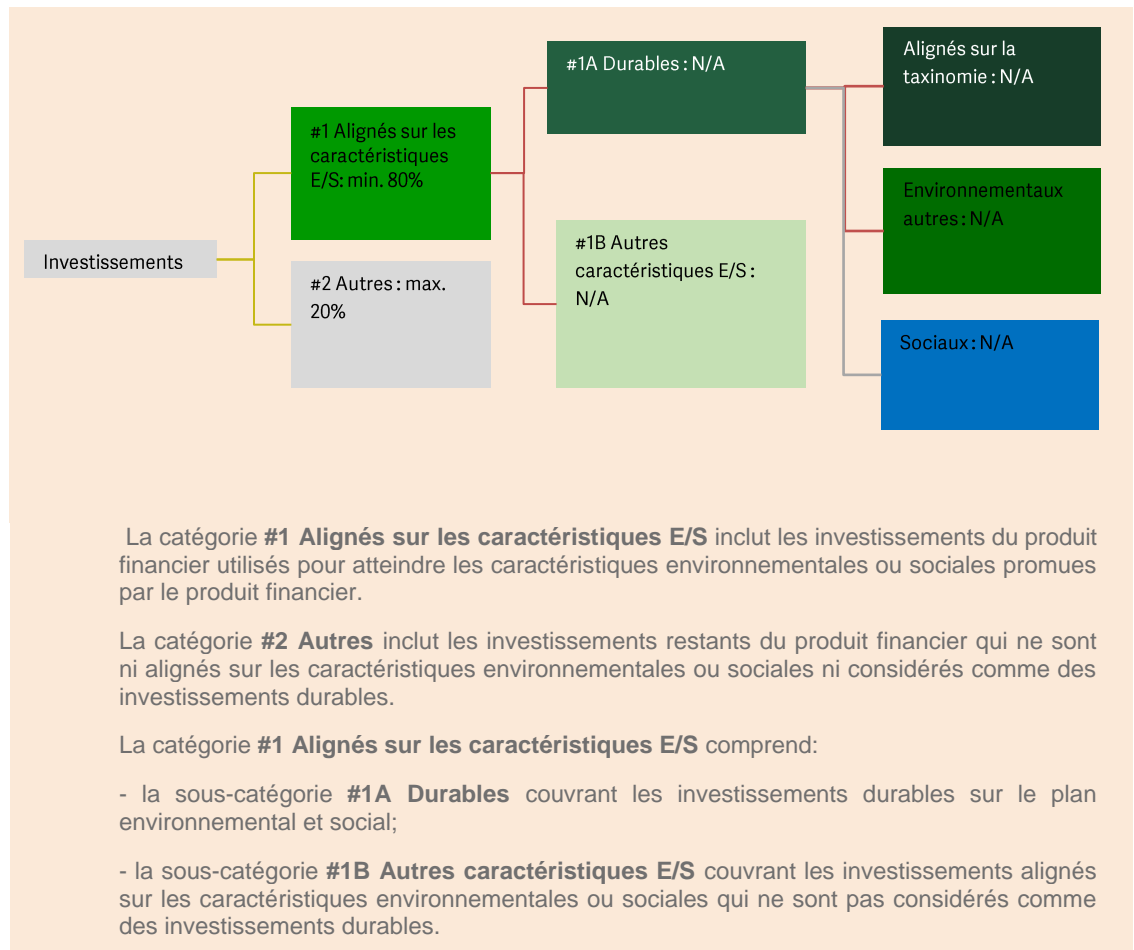 #1A Durables : N/A
Alignés sur la
taxinomie : N/A
#1 Alignés sur les
caractéristiques
E/S: min. 80%
Environnementaux
autres : N/A
Investissements
#2 Autres : max.
20%
#1B Autres
caractéristiques E/S :
N/A
Sociaux : N/A
La catégorie #1 Alignés sur les caractéristiques E/S inclut les investissements du produit
financier utilisés pour atteindre les caractéristiques environnementales ou sociales promues
par le produit financier.
La catégorie #2 Autres inclut les investissements restants du produit financier qui ne sont
ni alignés sur les caractéristiques environnementales ou sociales ni considérés comme des
investissements durables.
La catégorie #1 Alignés sur les caractéristiques E/S comprend:
- la sous-catégorie #1A Durables couvrant les investissements durables sur le plan
environnemental et social;
- la sous-catégorie #1B Autres caractéristiques E/S couvrant les investissements alignés
sur les caractéristiques environnementales ou sociales qui ne sont pas considérés comme
des investissements durables.